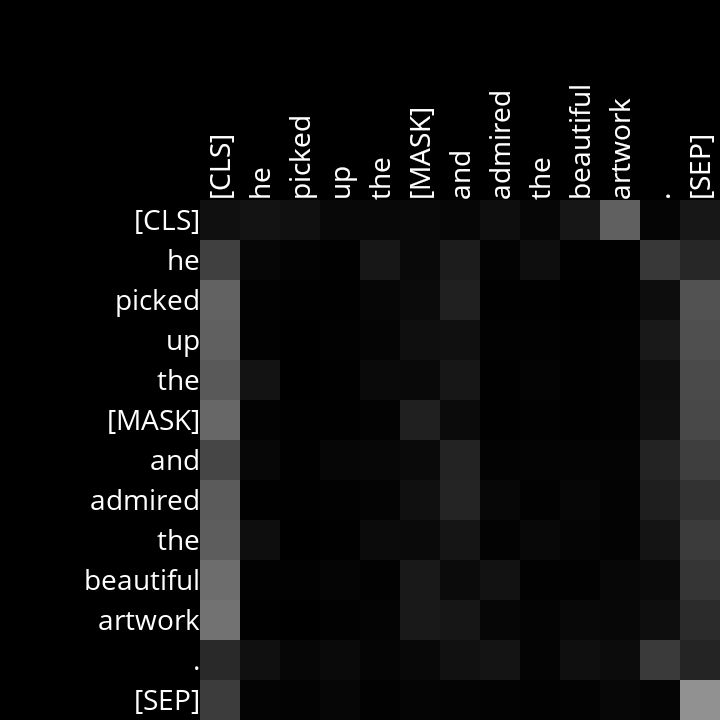 [CLS] he picked up the [MASK] and admired the beautiful artwork . [SEP]
[CLS]
he
picked
up
the
[MASK]
and
admired
the
beautiful
artwork
.
[SEP]